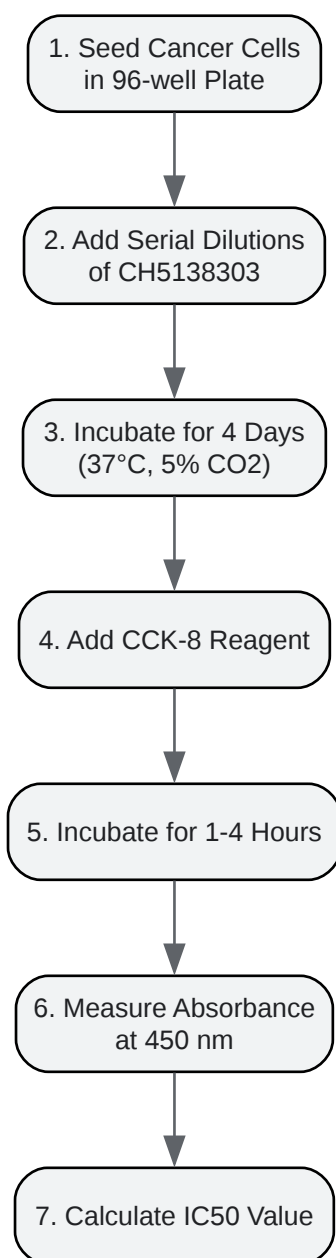 1. Seed Cancer Cells
in 96-well Plate
2. Add Serial Dilutions
of CH5138303
3. Incubate for 4 Days
(37°C, 5% CO2)
4. Add CCK-8 Reagent
5. Incubate for 1-4 Hours
6. Measure Absorbance
at 450 nm
7. Calculate IC50 Value